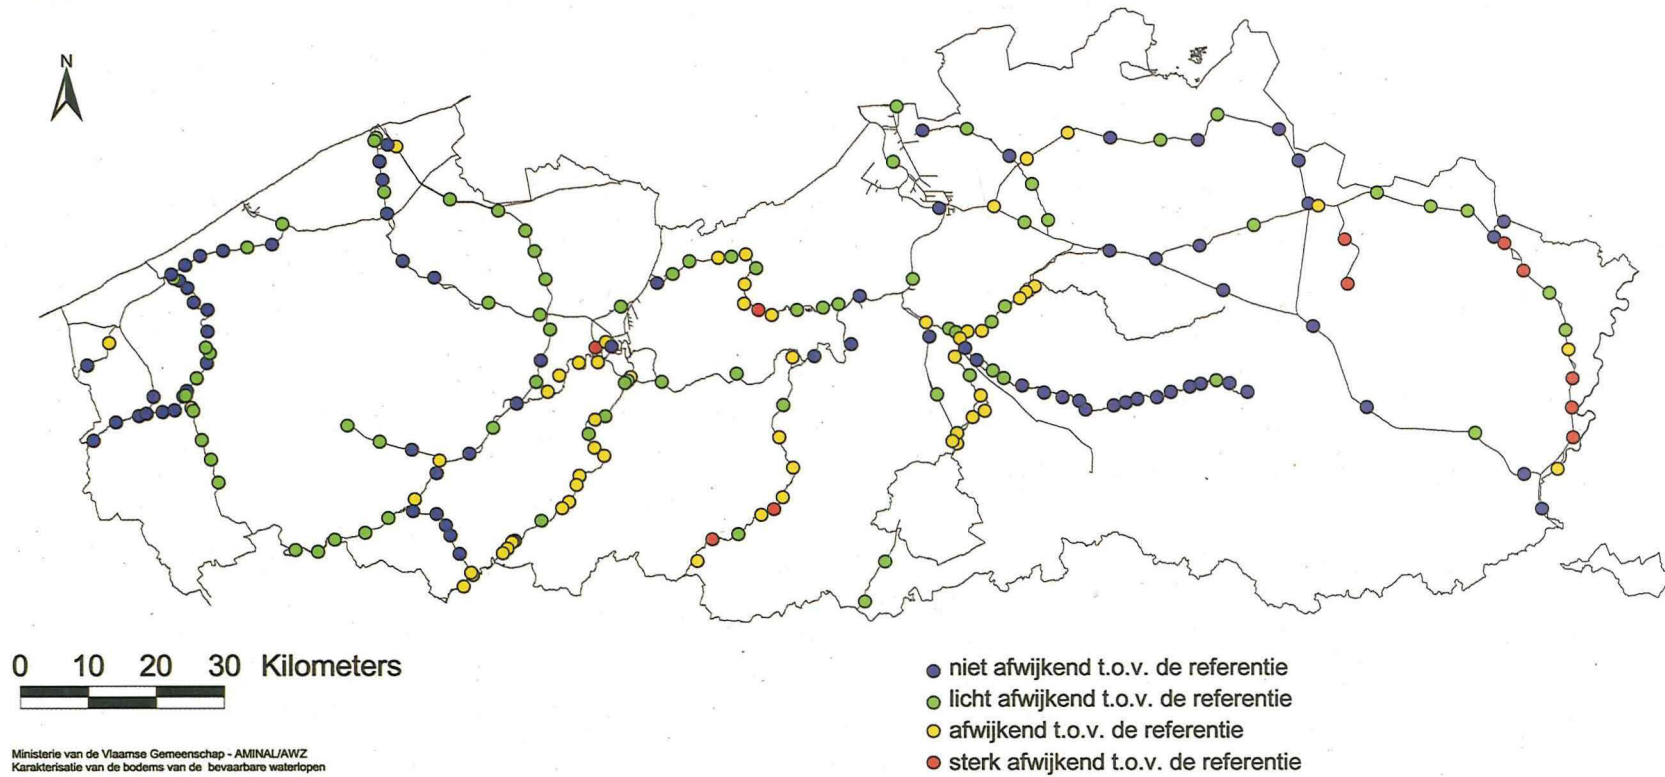 N
0 10 20 30 Kilometers
niet afwijkend t.o.v. de referentie
licht afwijkend t.o.v. de referentie
afwijkend t.o.v. de referentie
sterk afwijkend t.o.v. de referentie
Ministerie van de Vlaamse Gemeenschap - AMINAL/AWZ
Karakterisatie van de bodems van de bevaarbare waterlopen